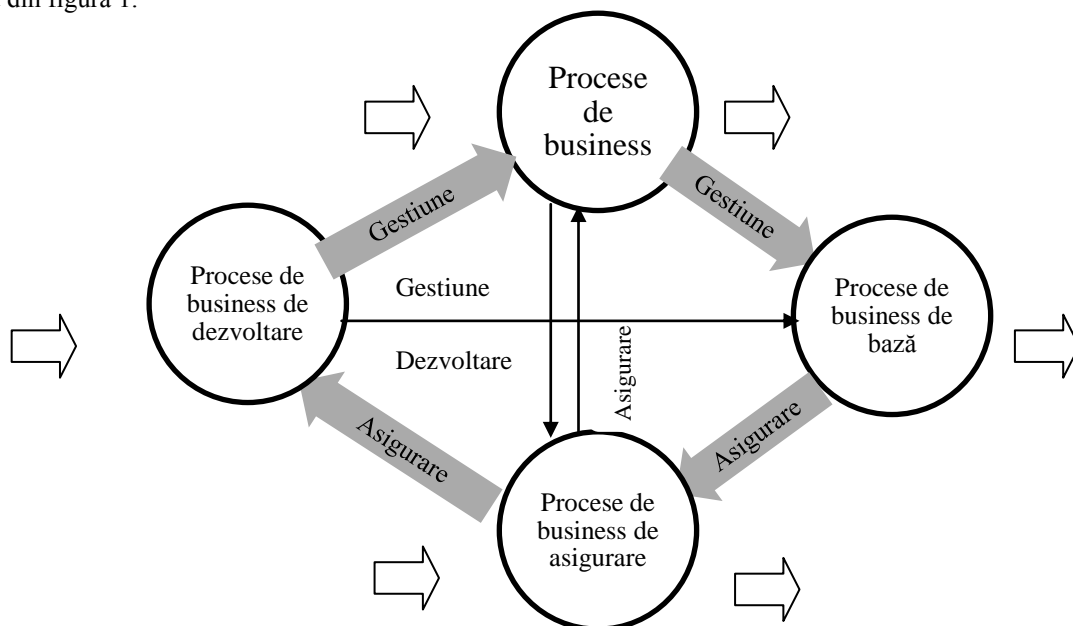 din figura 1.
Procese
de
business
Gestiune
Gestiune
Procese de
business de
dezvoltare
Gestiune
Dezvoltare
Asigurare
Procese de
business de
bază
Asigurare
Asigurare
Procese de
business de
asigurare